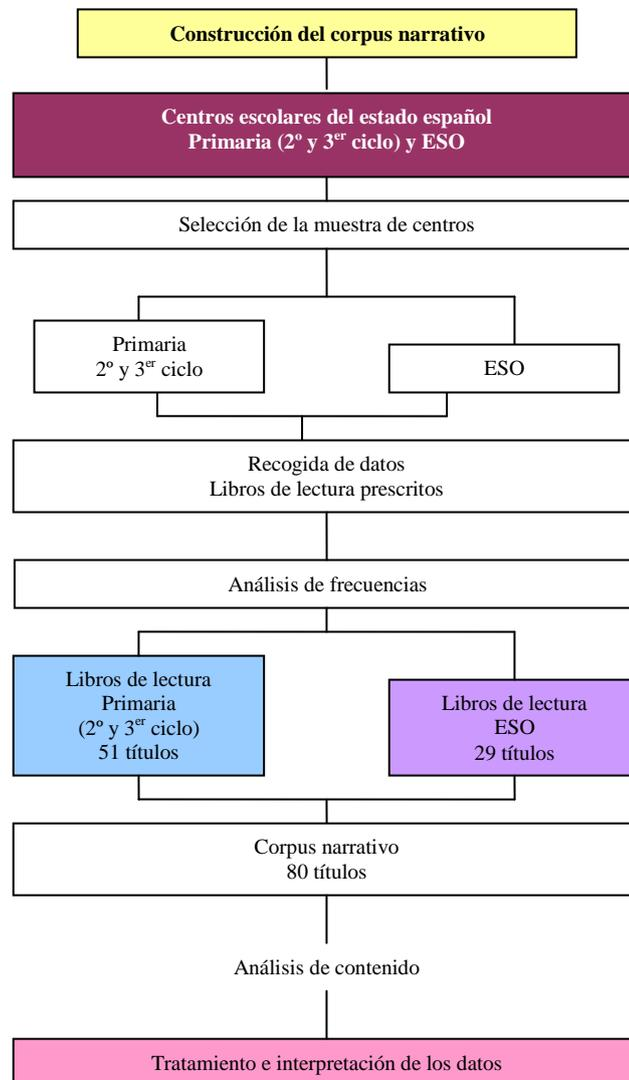 Construcción del corpus narrativo
Centros escolares del estado español
Primaria (2º y 3er ciclo) y ESO
Selección de la muestra de centros
Primaria
2º y 3er ciclo
ESO
Recogida de datos
Libros de lectura prescritos
Análisis de frecuencias
Libros de lectura
Primaria
(2º y 3er ciclo)
51 títulos
Libros de lectura
ESO
29 títulos
Corpus narrativo
80 títulos
Análisis de contenido
Tratamiento e interpretación de los datos